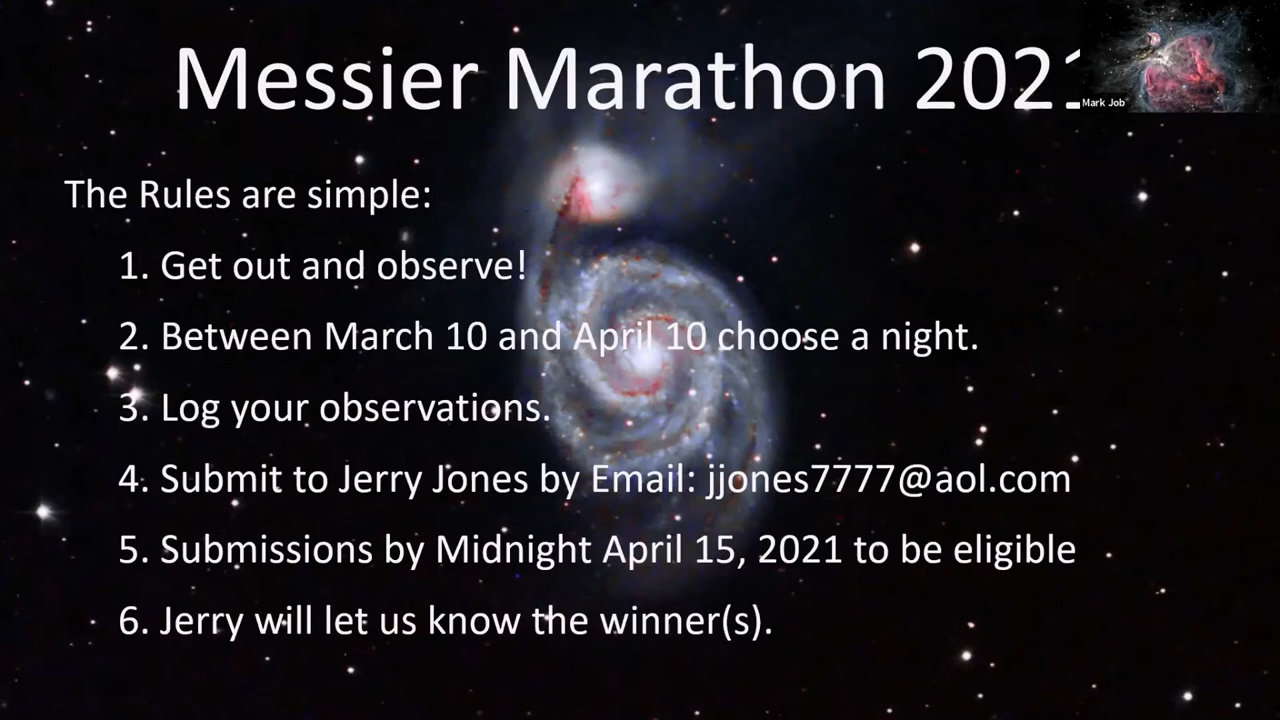 Messier Marathon 2021
Mark Job
The Rules are simple:
1. Get out and observe!
2. Between March 10 and April 10 choose a night.
3. Log your observations.
4. Submit to Jerry Jones by Email: jjones7777@aol.com
5. Submissions by Midnight April 15, 2021 to be eligible
6. Jerry will let us know the winner(s).